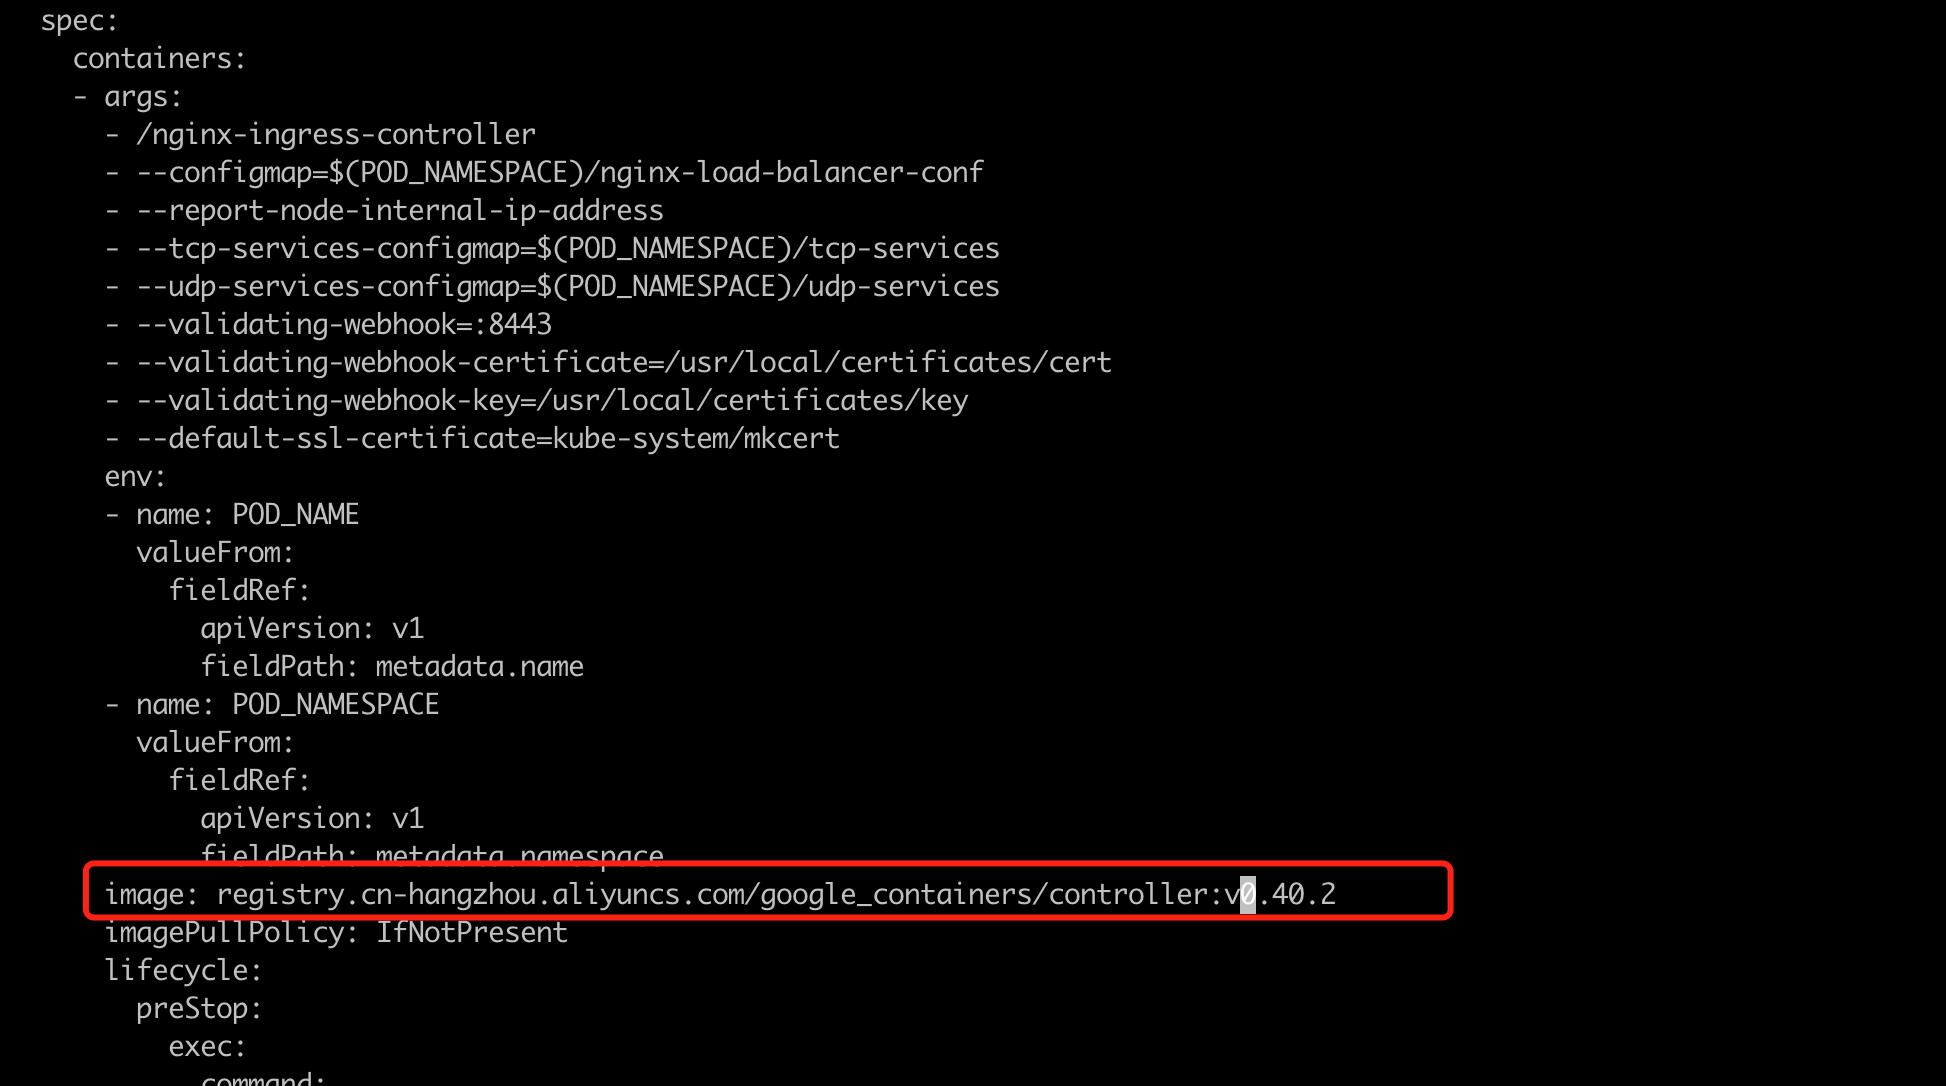 spec:
  containers:
  - args:
    - /nginx-ingress-controller
    - --configmap=$(POD_NAMESPACE)/nginx-load-balancer-conf
    - --report-node-internal-ip-address
    - --tcp-services-configmap=$(POD_NAMESPACE)/tcp-services
    - --udp-services-configmap=$(POD_NAMESPACE)/udp-services
    - --validating-webhook=:8443
    - --validating-webhook-certificate=/usr/local/certificates/cert
    - --validating-webhook-key=/usr/local/certificates/key
    - --default-ssl-certificate=kube-system/mkcert
    env:
    - name: POD_NAME
      valueFrom:
        fieldRef:
          apiVersion: v1
          fieldPath: metadata.name
    - name: POD_NAMESPACE
      valueFrom:
        fieldRef:
          apiVersion: v1
          fieldPath: metadata.namespace
    image: registry.cn-hangzhou.aliyuncs.com/google_containers/controller:v0.40.2
    imagePullPolicy: IfNotPresent
    lifecycle:
      preStop:
        exec:
          command: